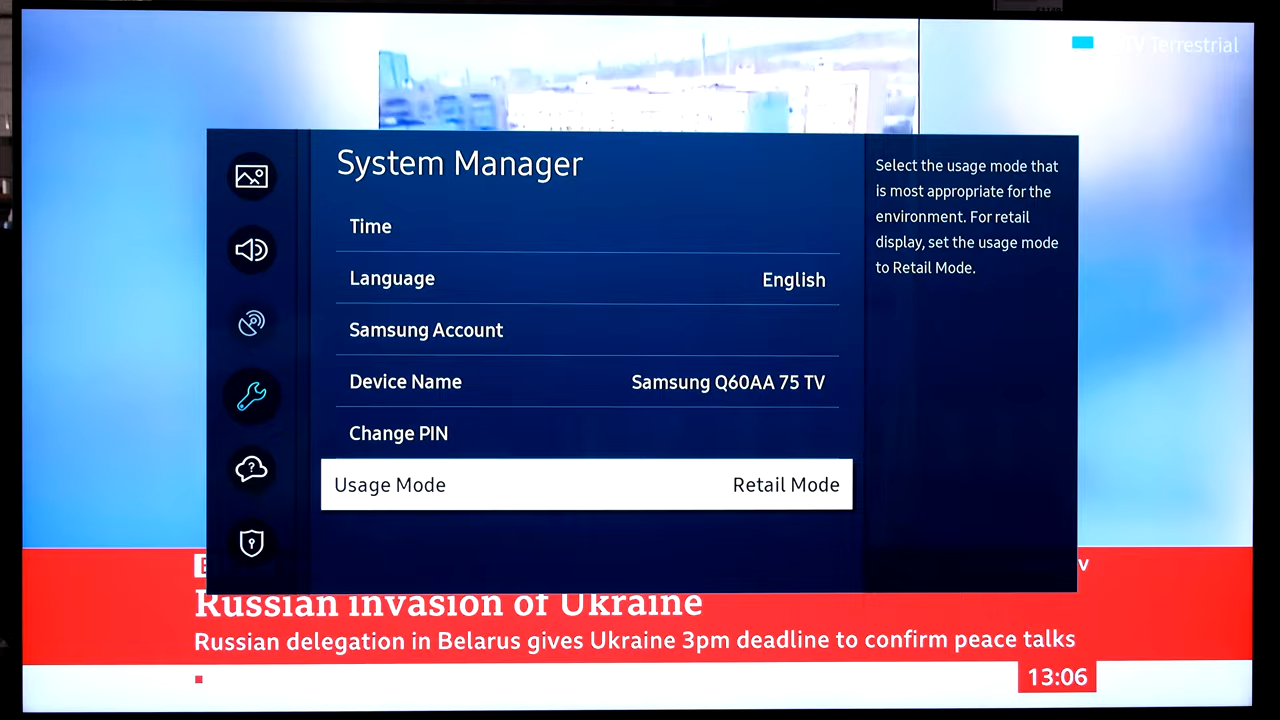 TV Terrestrial
System Manager
Time
Language English
Samsung Account
Device Name Samsung Q60AA 75 TV
Change PIN
Usage Mode Retail Mode
Select the usage mode that
is most appropriate for the
environment. For retail
display, set the usage mode
to Retail Mode.
Russian invasion of Ukraine
Russian delegation in Belarus gives Ukraine 3pm deadline to confirm peace talks
13:06